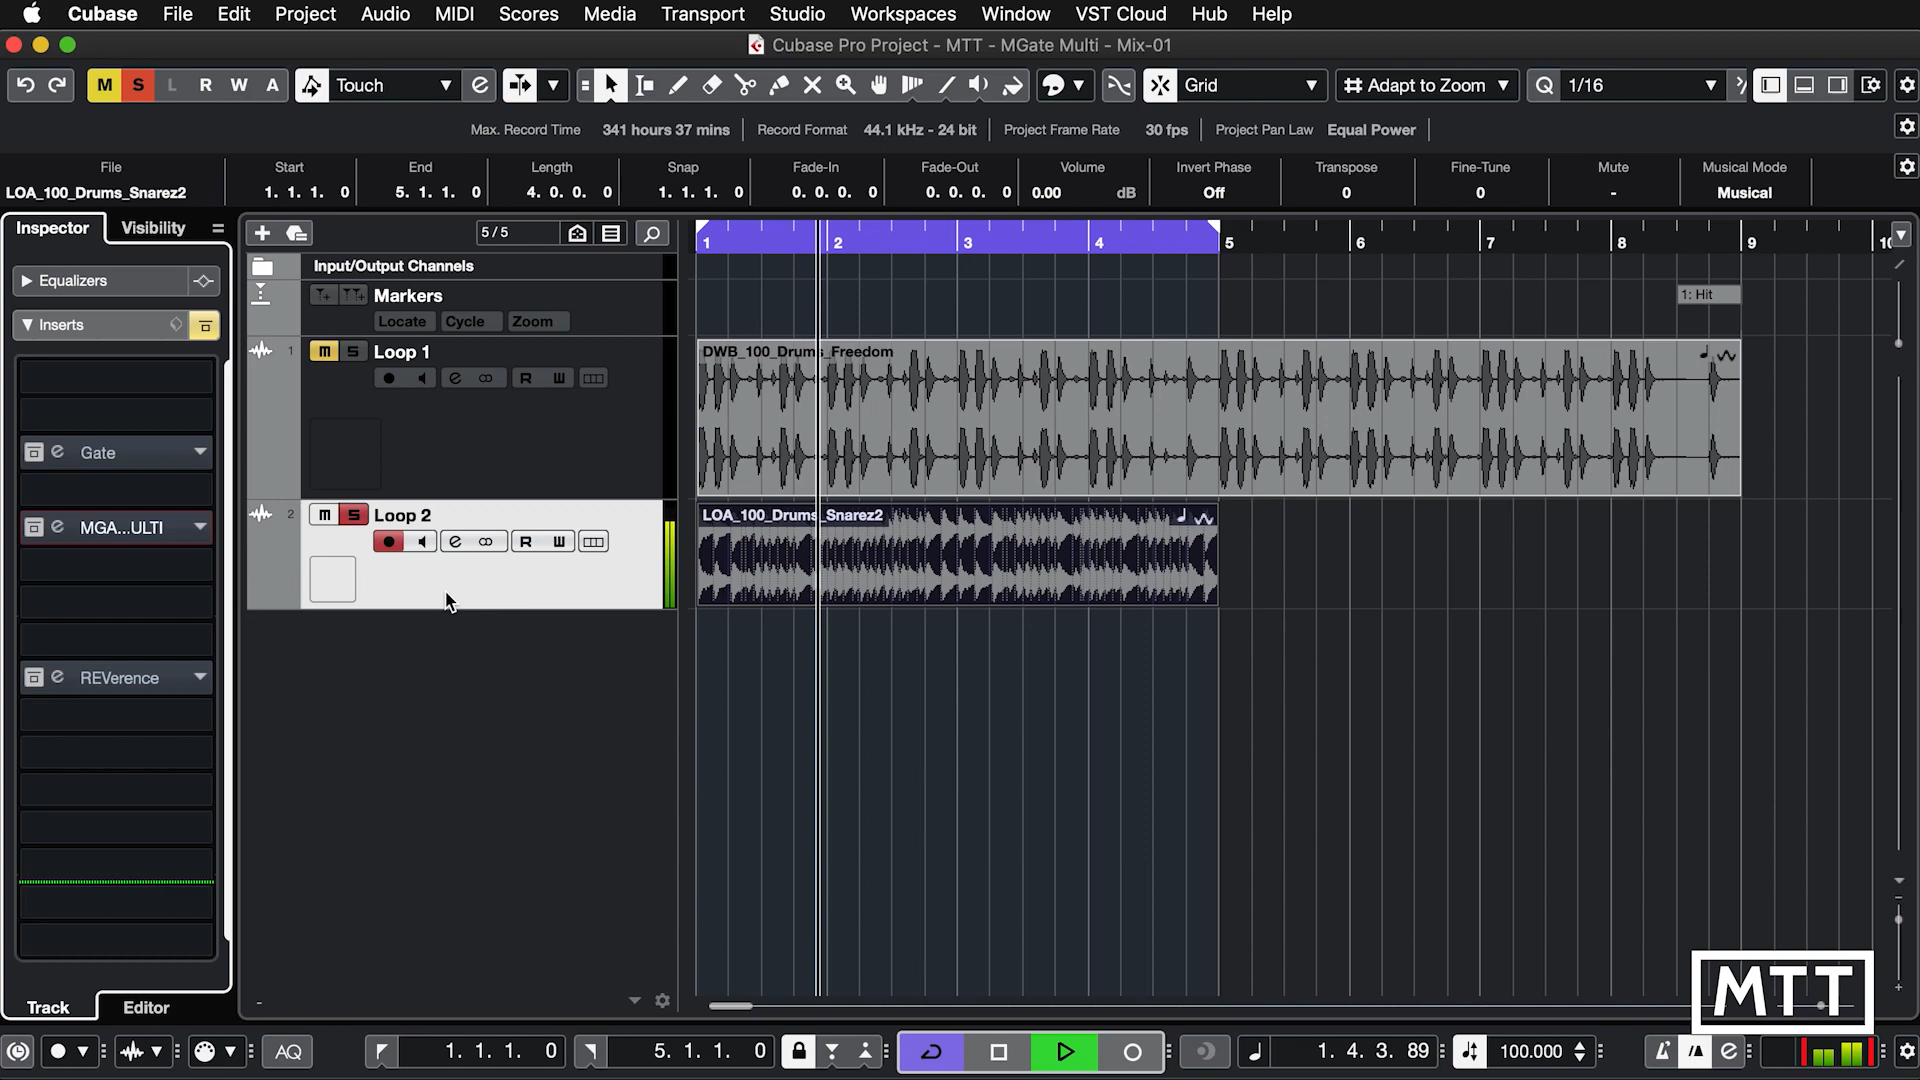 Cubase File Edit Project Audio MIDI Scores Media Transport Studio Workspaces Window VST Cloud Hub Help
Cubase Pro Project - MTT - MGate Multi - Mix-01
M S L R W A Touch Grid Adapt to Zoom Q 1/16
Max. Record Time 341 hours 37 mins Record Format 44.1 kHz - 24 bit Project Frame Rate 30 fps Project Pan Law Equal Power
File Start End Length Snap Fade-In Fade-Out Volume Invert Phase Transpose Fine-Tune Mute Musical Mode
LOA_100_Drums_Snarez2 1. 1. 1. 0 5. 1. 1. 0 4. 0. 0. 0 1. 1. 1. 0 0. 0. 0. 0 0. 0. 0. 0 0.00 dB Off 0 0 - Musical
Inspector Visibility 5 / 5
1 2 3 4 5 6 7 8 9 10
Input/Output Channels
Equalizers
Markers
1: Hit
Locate Cycle Zoom
Inserts
1 M S Loop 1
R W
DWB_100_Drums_Freedom
Gate
2 M S Loop 2
R W
LOA_100_Drums_Snarez2
MGA...ULTI
REVerence
Track Editor
MTT
AQ 1. 1. 1. 0 5. 1. 1. 0 1. 4. 3. 89 100.000